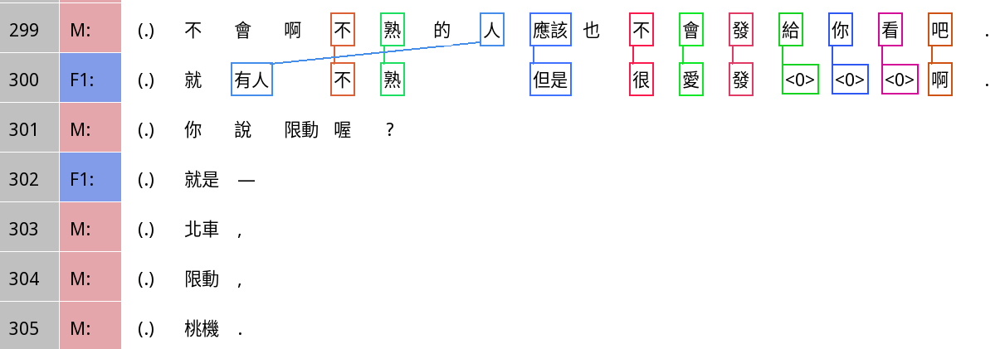 299 M: (.) 不 會 啊 不 熟 的 人 應該 也 不 會 發 給 你 看 吧 .
300 F1: (.) 就 有人 不 熟 但是 很 愛 發 <0> <0> <0> 啊 .
301 M: (.) 你 說 限動 喔 ?
302 F1: (.) 就是 —
303 M: (.) 北車 ,
304 M: (.) 限動 ,
305 M: (.) 桃機 .